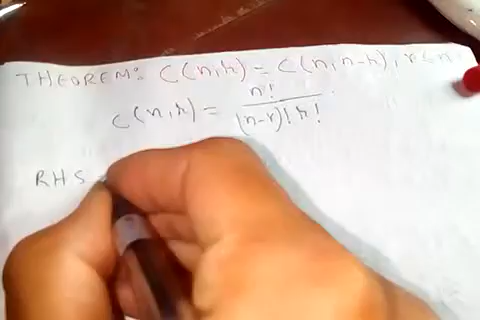 THEOREM: C(n,r) = C(n,n-r), r ≤ n
C(n,r) = n! / (n-r)! r!
RHS =